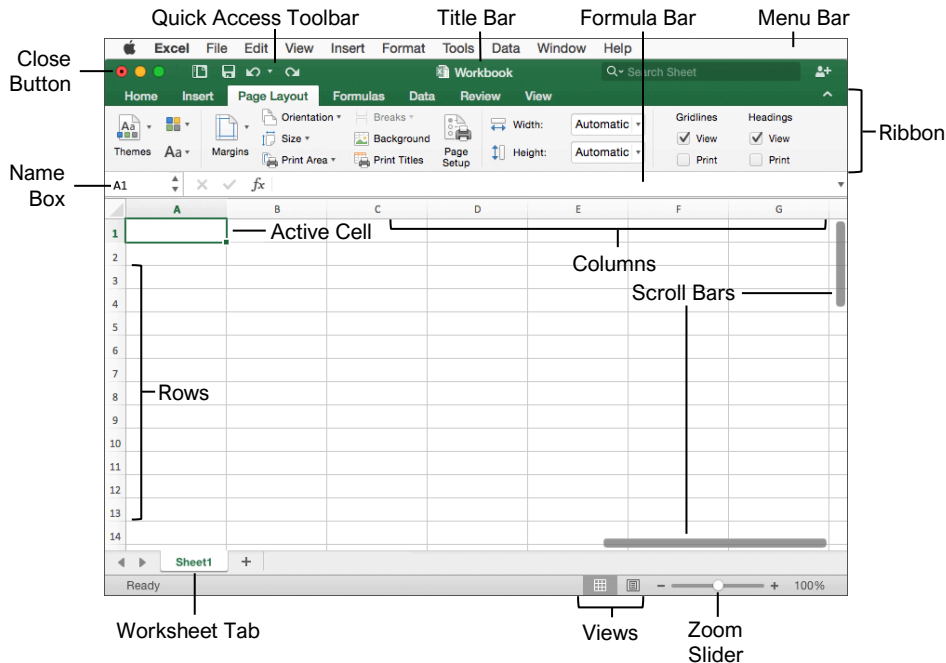 Quick Access Toolbar
Title Bar
Formula Bar
Menu Bar
Excel File Edit View Insert Format Tools Data Window Help
Close
Button
Workbook
Search Sheet
Home Insert Page Layout Formulas Data Review View
Ribbon
Aa
Themes
Aa
Margins
Orientation
Size
Print Area
Breaks
Background
Print Titles
Page
Setup
Width: Automatic
Height: Automatic
Gridlines
View
Print
Headings
View
Print
Name
Box
A1
fx
A B C D E F G
1
Active Cell
2
Columns
3
Scroll Bars
4
5
6
7
Rows
8
9
10
11
12
13
14
Sheet1 +
Ready
− + 100%
Worksheet Tab
Views
Zoom
Slider